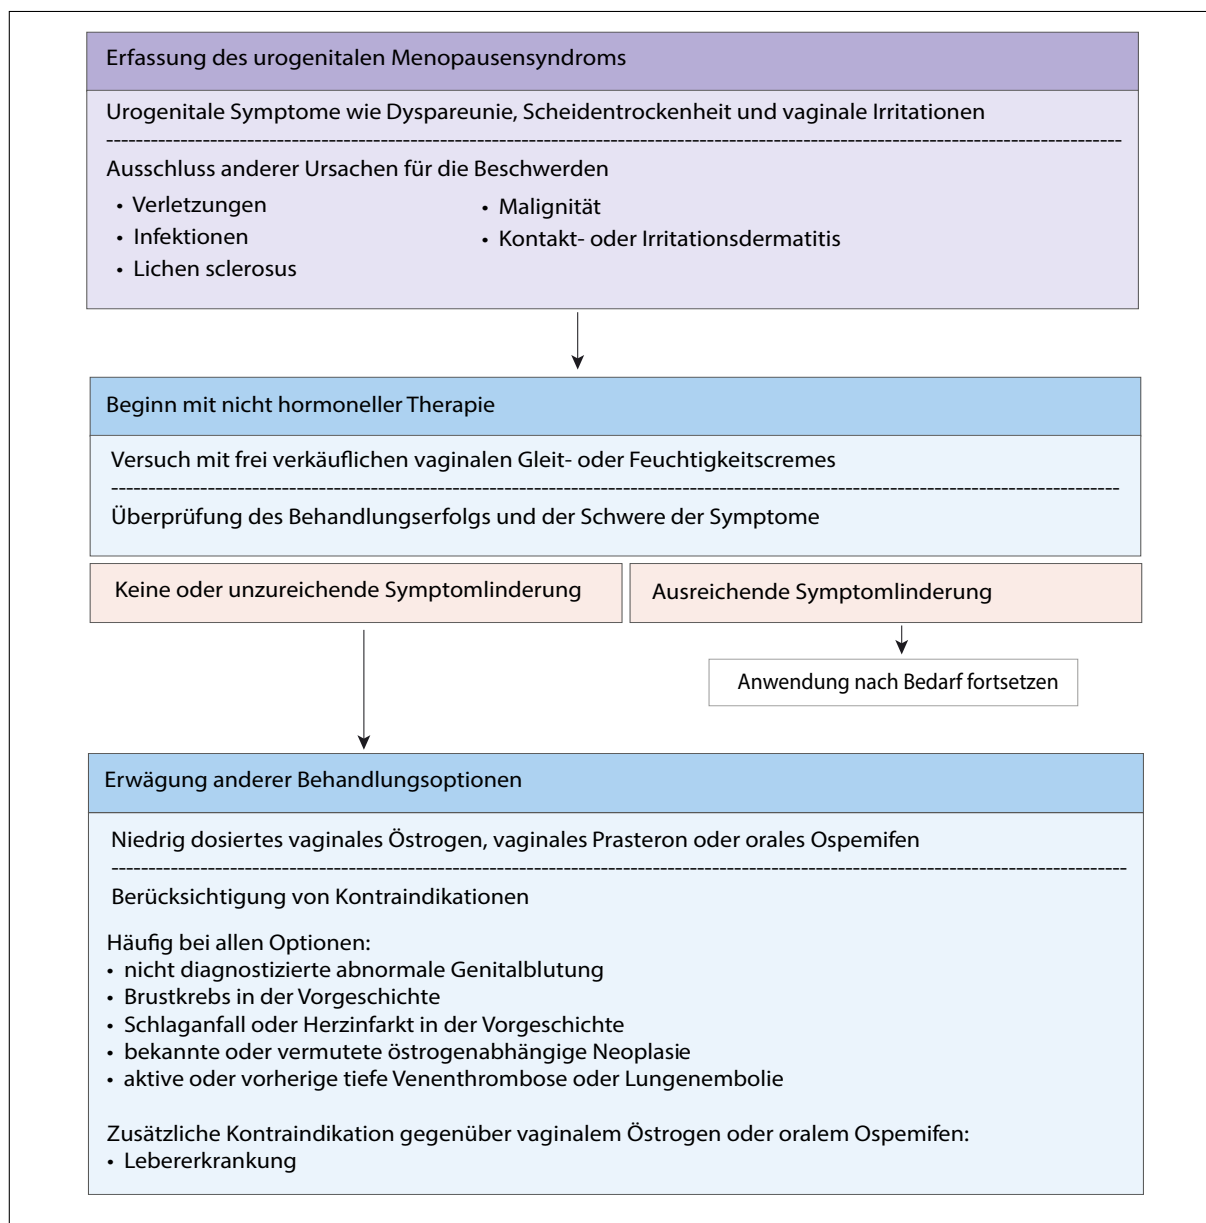 Erfassung des urogenitalen Menopausensyndroms
Urogenitale Symptome wie Dyspareunie, Scheidentrockenheit und vaginale Irritationen
Ausschluss anderer Ursachen für die Beschwerden
• Verletzungen
• Infektionen
• Lichen sclerosus
• Malignität
• Kontakt- oder Irritationsdermatitis
Beginn mit nicht hormoneller Therapie
Versuch mit frei verkäuflichen vaginalen Gleit- oder Feuchtigkeitscremes
Überprüfung des Behandlungserfolgs und der Schwere der Symptome
Keine oder unzureichende Symptomlinderung
Ausreichende Symptomlinderung
Anwendung nach Bedarf fortsetzen
Erwägung anderer Behandlungsoptionen
Niedrig dosiertes vaginales Östrogen, vaginales Prasteron oder orales Ospemifen
Berücksichtigung von Kontraindikationen
Häufig bei allen Optionen:
• nicht diagnostizierte abnormale Genitalblutung
• Brustkrebs in der Vorgeschichte
• Schlaganfall oder Herzinfarkt in der Vorgeschichte
• bekannte oder vermutete östrogenabhängige Neoplasie
• aktive oder vorherige tiefe Venenthrombose oder Lungenembolie
Zusätzliche Kontraindikation gegenüber vaginalem Östrogen oder oralem Ospemifen:
• Lebererkrankung